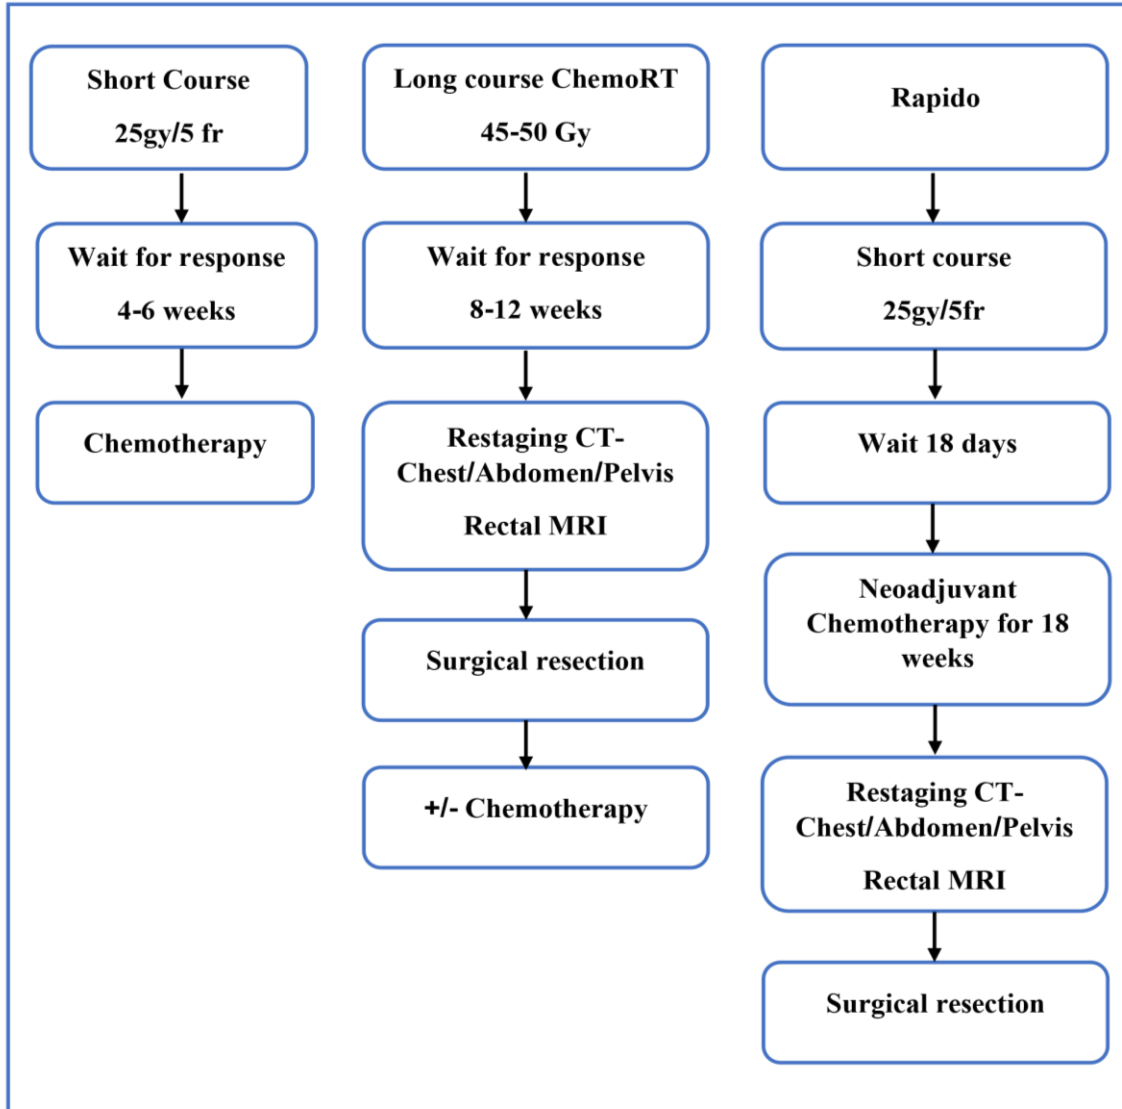 Short Course
25gy/5 fr
Wait for response
4-6 weeks
Chemotherapy
Long course ChemoRT
45-50 Gy
Wait for response
8-12 weeks
Restaging CT-
Chest/Abdomen/Pelvis
Rectal MRI
Surgical resection
+/- Chemotherapy
Rapido
Short course
25gy/5fr
Wait 18 days
Neoadjuvant
Chemotherapy for 18
weeks
Restaging CT-
Chest/Abdomen/Pelvis
Rectal MRI
Surgical resection